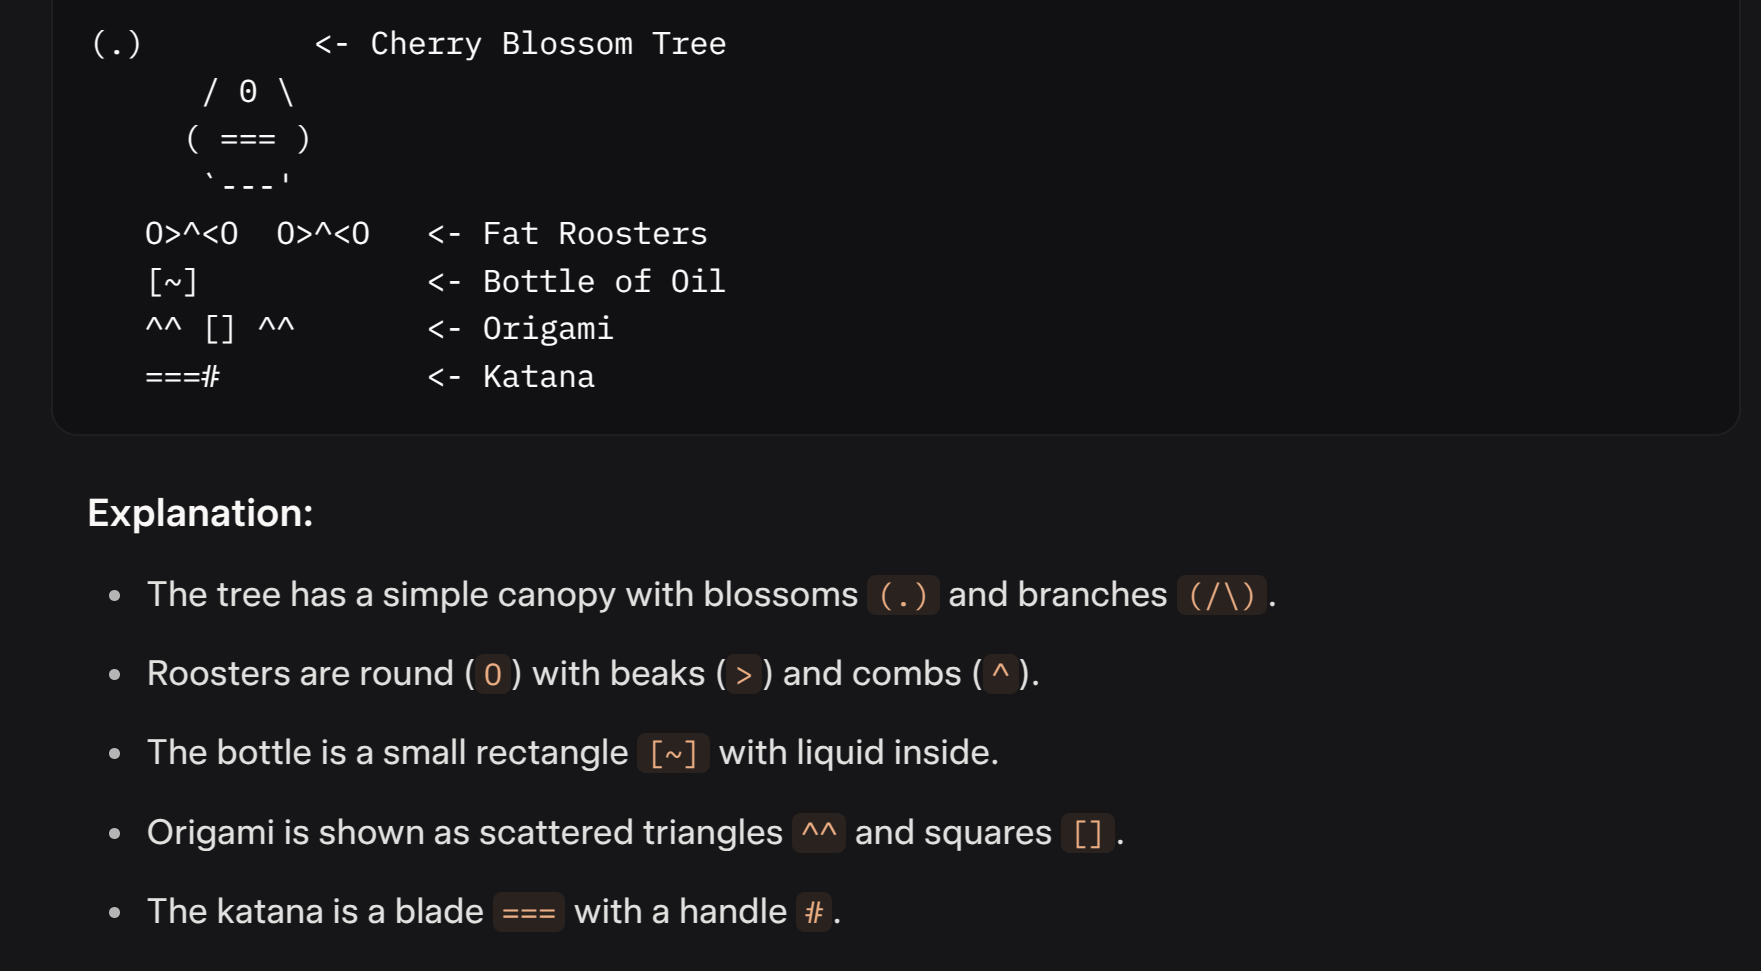 (.)         <- Cherry Blossom Tree
      / 0 \
     ( === )
      `---'
   O>^<O  O>^<O   <- Fat Roosters
   [~]            <- Bottle of Oil
   ^^ [] ^^       <- Origami
   ===#           <- Katana
Explanation:
• The tree has a simple canopy with blossoms (.) and branches (/\).
• Roosters are round (O) with beaks (>) and combs (^).
• The bottle is a small rectangle [~] with liquid inside.
• Origami is shown as scattered triangles ^^ and squares [].
• The katana is a blade === with a handle #.